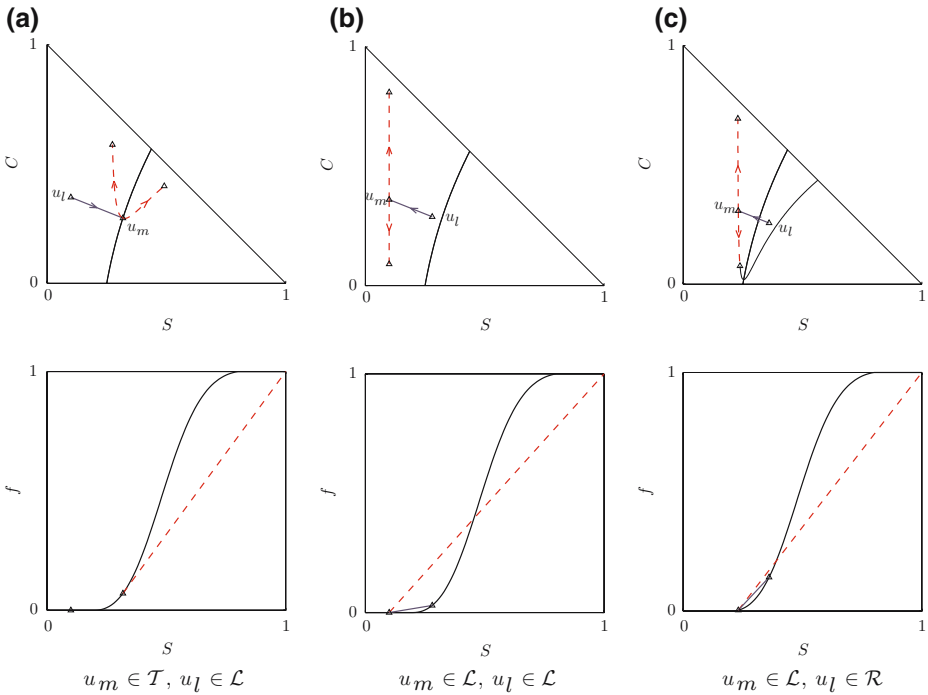 (a) (b) (c)
1 1 1
C C C
u_l u_m
u_m u_l
u_m u_l
0 0 0
0 1 0 1 0 1
S S S
1 1 1
f f f
0 0 0
0 1 0 1 0 1
S S S
u_m ∈ 𝒯, u_l ∈ ℒ u_m ∈ ℒ, u_l ∈ ℒ u_m ∈ ℒ, u_l ∈ ℛ